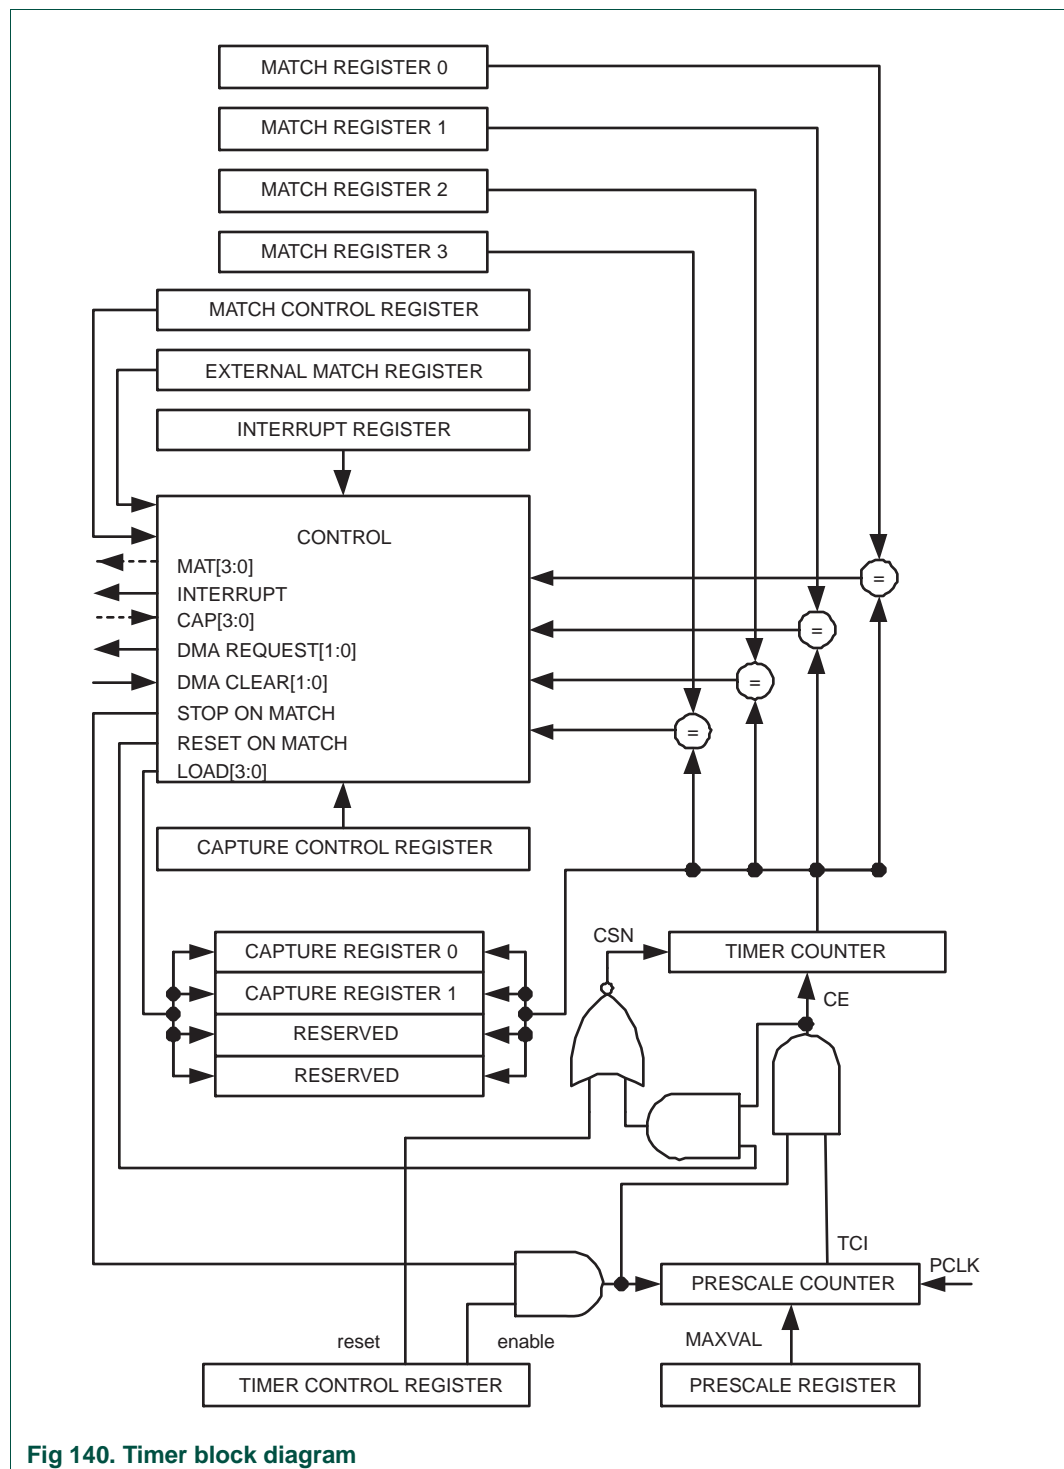 MATCH REGISTER 0
MATCH REGISTER 1
MATCH REGISTER 2
MATCH REGISTER 3
MATCH CONTROL REGISTER
EXTERNAL MATCH REGISTER
INTERRUPT REGISTER
CONTROL
MAT[3:0]
INTERRUPT
CAP[3:0]
DMA REQUEST[1:0]
DMA CLEAR[1:0]
STOP ON MATCH
RESET ON MATCH
LOAD[3:0]
=
=
=
=
CAPTURE CONTROL REGISTER
CSN
TIMER COUNTER
CAPTURE REGISTER 0
CAPTURE REGISTER 1
RESERVED
RESERVED
CE
TCI
PCLK
PRESCALE COUNTER
reset
enable
MAXVAL
TIMER CONTROL REGISTER
PRESCALE REGISTER
Fig 140. Timer block diagram